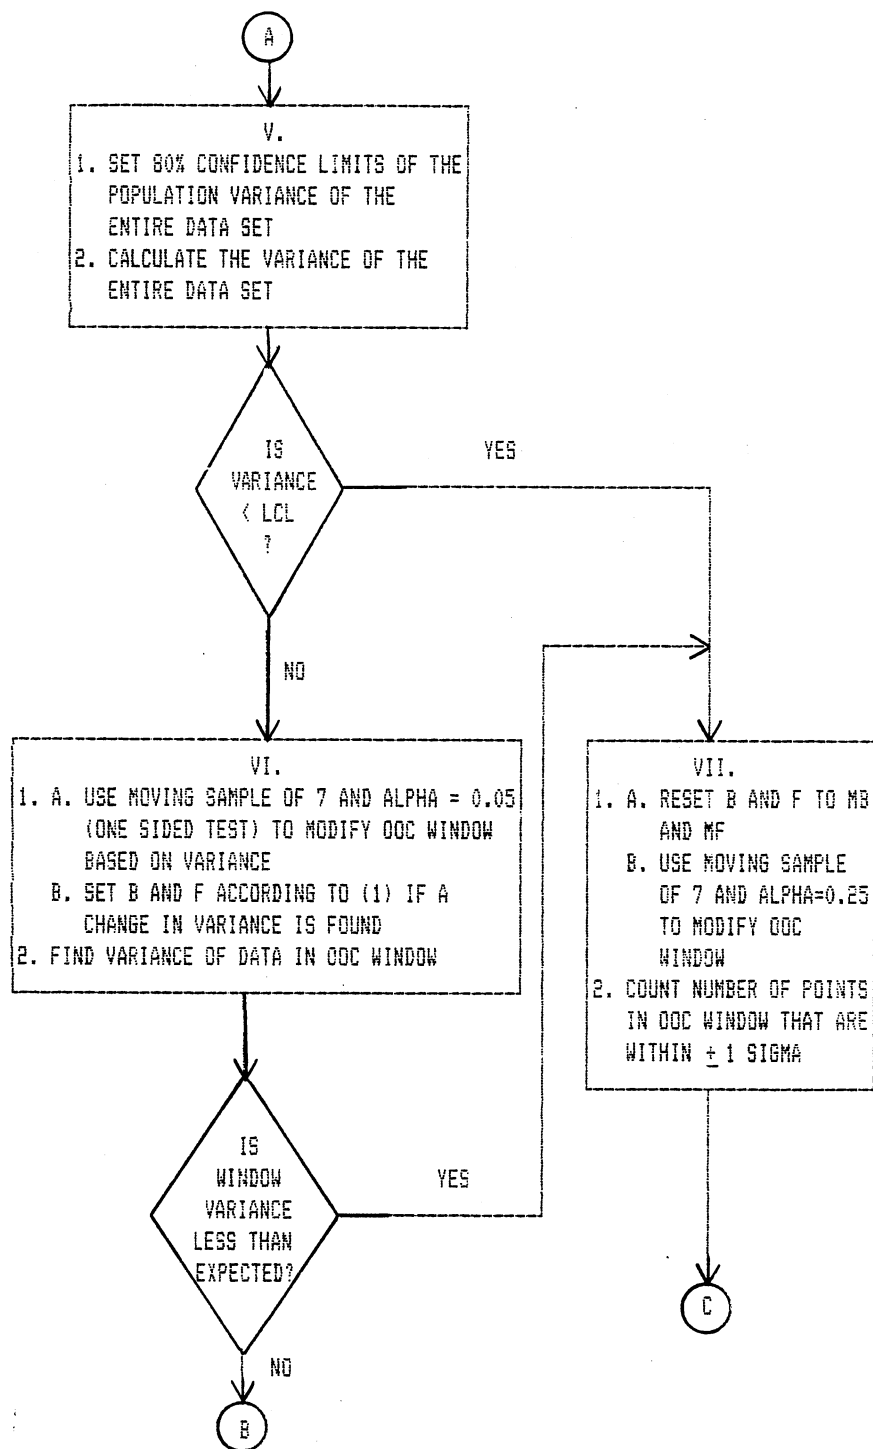 A
V.
1. SET 80% CONFIDENCE LIMITS OF THE
POPULATION VARIANCE OF THE
ENTIRE DATA SET
2. CALCULATE THE VARIANCE OF THE
ENTIRE DATA SET
IS
VARIANCE
< LCL
?
YES
NO
VI.
1. A. USE MOVING SAMPLE OF 7 AND ALPHA = 0.05
(ONE SIDED TEST) TO MODIFY OOC WINDOW
BASED ON VARIANCE
B. SET B AND F ACCORDING TO (1) IF A
CHANGE IN VARIANCE IS FOUND
2. FIND VARIANCE OF DATA IN OOC WINDOW
VII.
1. A. RESET B AND F TO MB
AND MF
B. USE MOVING SAMPLE
OF 7 AND ALPHA=0.25
TO MODIFY OOC
WINDOW
2. COUNT NUMBER OF POINTS
IN OOC WINDOW THAT ARE
WITHIN ± 1 SIGMA
IS
WINDOW
VARIANCE
LESS THAN
EXPECTED?
YES
NO
C
B